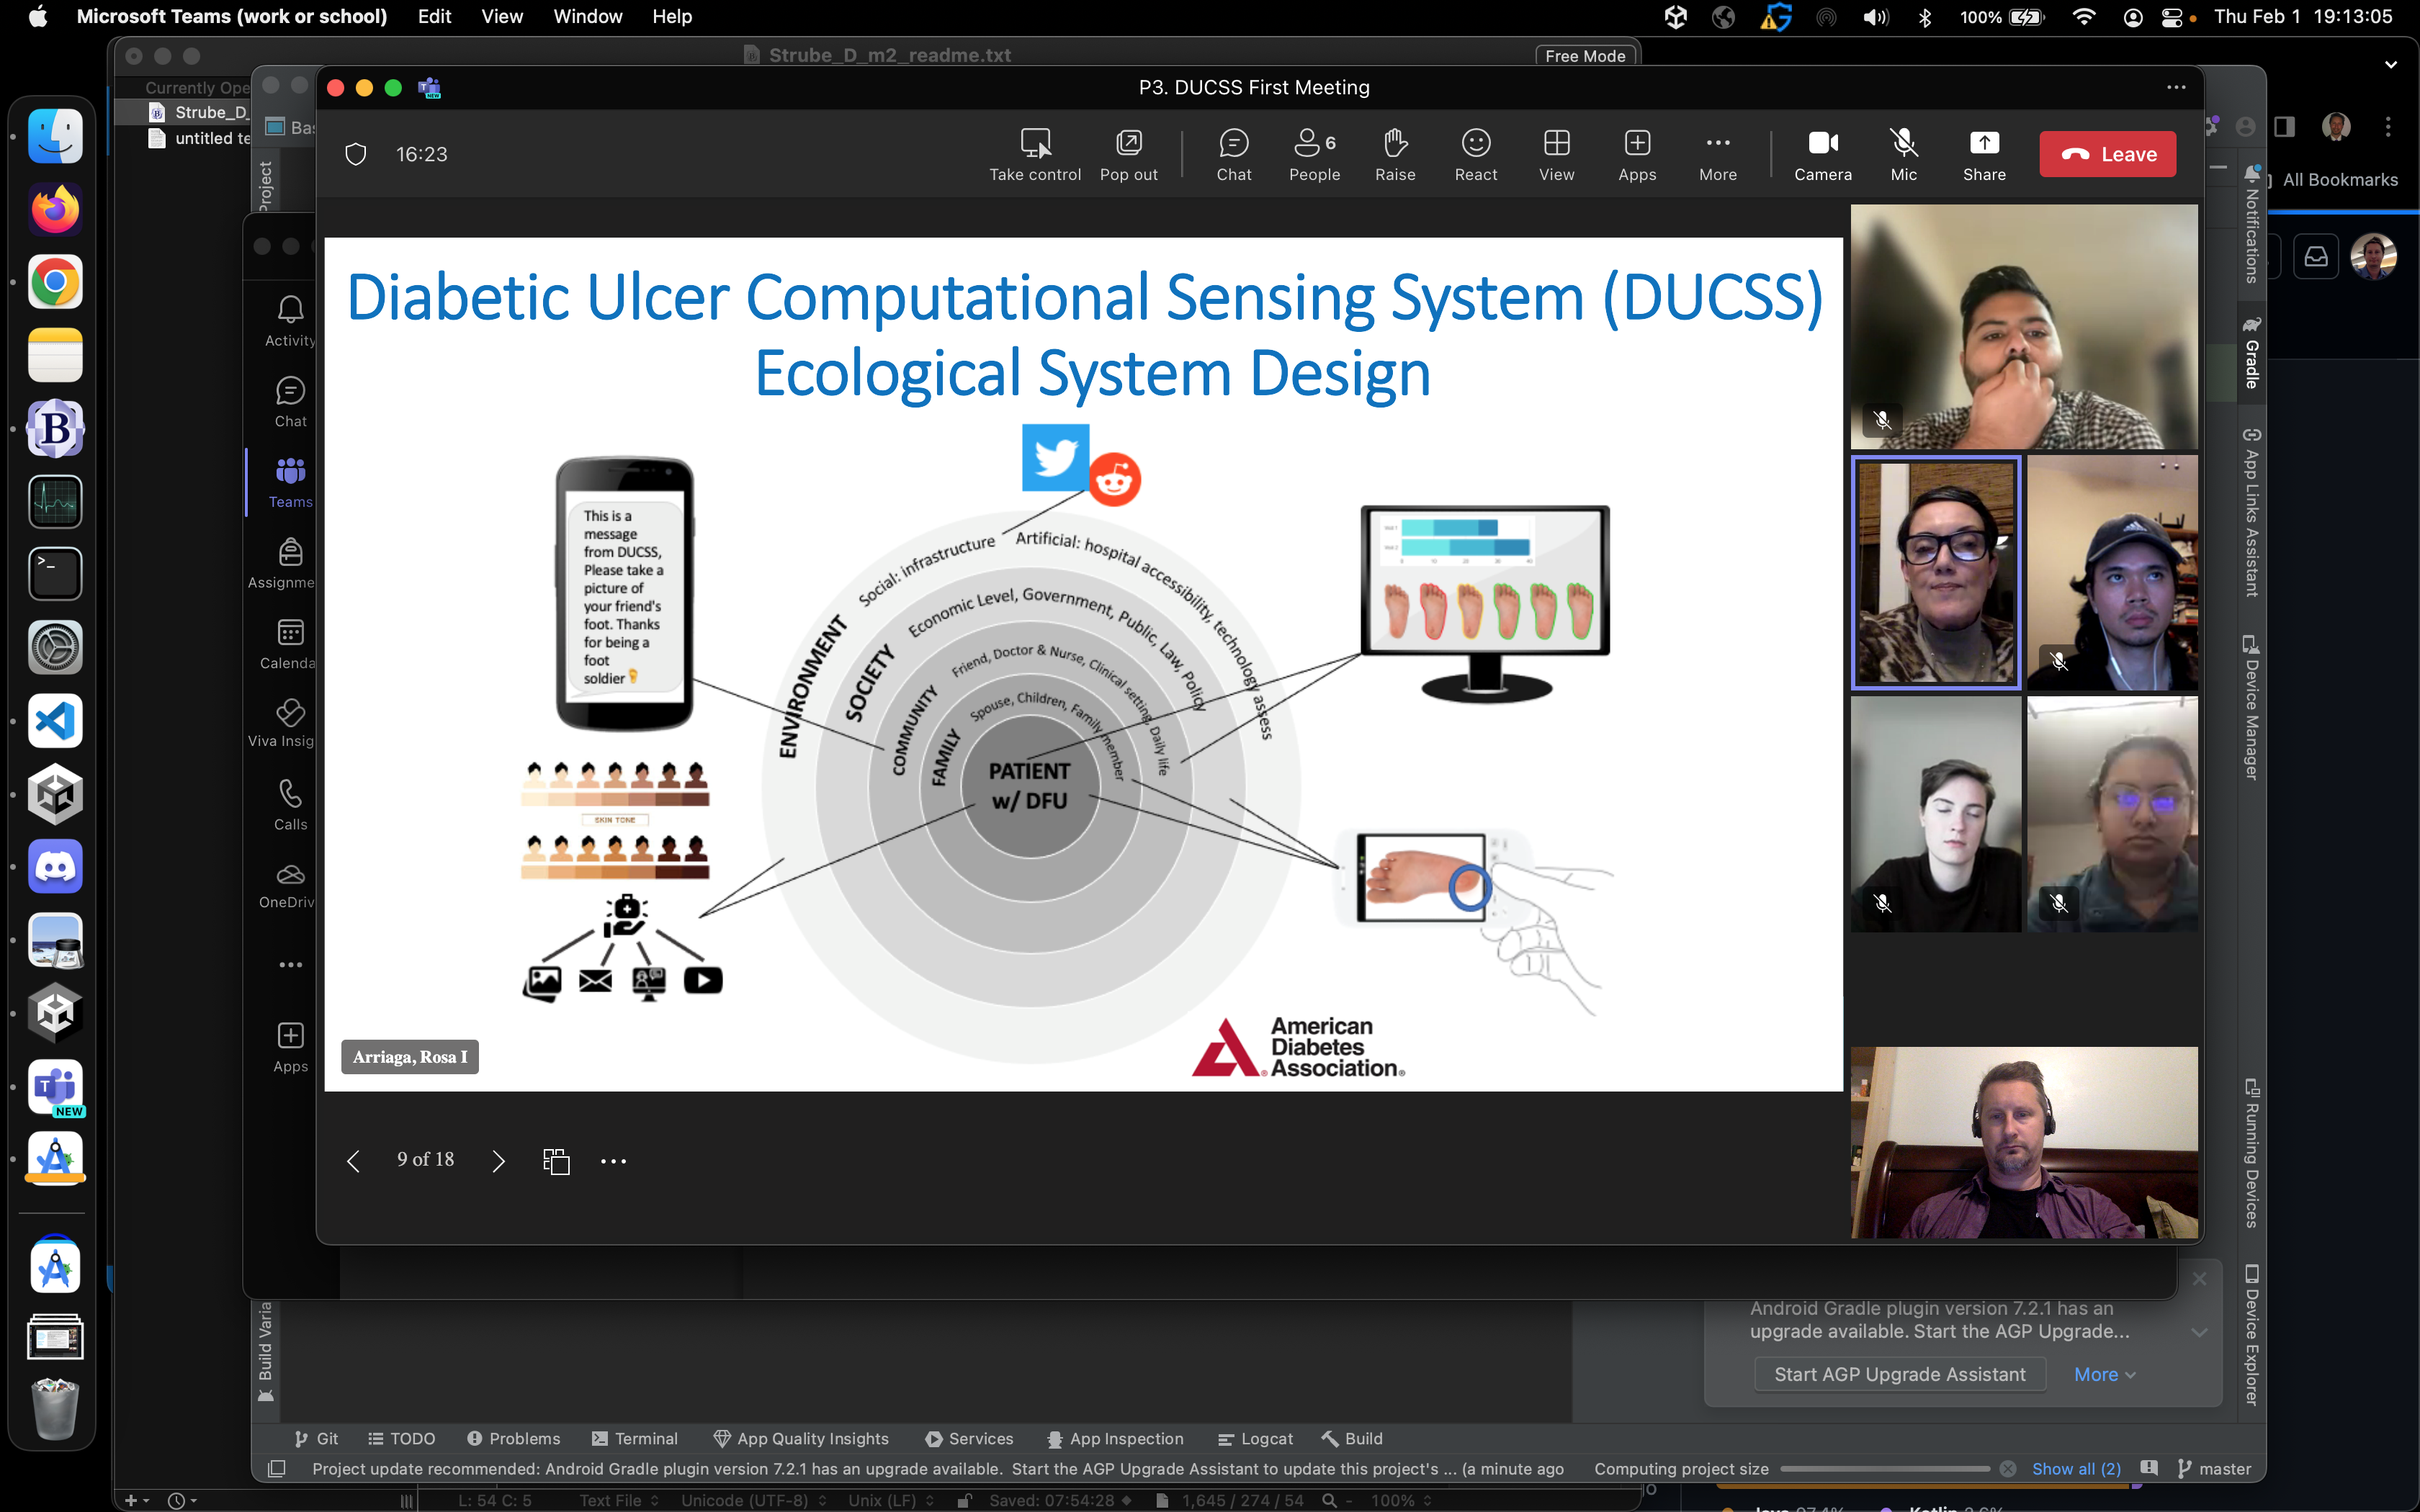 Microsoft Teams (work or school) Edit View Window Help
100% Thu Feb 1 19:13:05
Strube_D_m2_readme.txt
Free Mode
Currently Ope
Strube_D_
untitled te
Bas
Project
P3. DUCSS First Meeting
16:23
Take control Pop out Chat People 6 Raise React View Apps More Camera Mic Share Leave
All Bookmarks
Activity
Chat
Teams
Assignme
Calenda
Viva Insig
Calls
OneDriv
Apps
NEW
Diabetic Ulcer Computational Sensing System (DUCSS)
Ecological System Design
This is a
message
from DUCSS,
Please take a
picture of
your friend's
foot. Thanks
for being a
foot
soldier
SKIN TONE
ENVIRONMENT
Social: infrastructure
Artificial: hospital accessibility, technology assess
SOCIETY
Economic Level, Government, Public, Law, Policy
COMMUNITY
Friend, Doctor & Nurse, Clinical setting, Daily life
FAMILY
Spouse, Children, Family member
PATIENT
w/ DFU
American
Diabetes
Association.
Arriaga, Rosa I
9 of 18
Notifications
Gradle
App Links Assistant
Device Manager
Running Devices
Device Explorer
Build Varia
Android Gradle plugin version 7.2.1 has an
upgrade available. Start the AGP Upgrade...
Start AGP Upgrade Assistant More
Git TODO Problems Terminal App Quality Insights Services App Inspection Logcat Build
Project update recommended: Android Gradle plugin version 7.2.1 has an upgrade available. Start the AGP Upgrade Assistant to update this project's ... (a minute ago
Computing project size Show all (2) master
L: 54 C: 5 Text File Unicode (UTF-8) Unix (LF) Saved: 07:54:28 1,645 / 274 / 54 100%